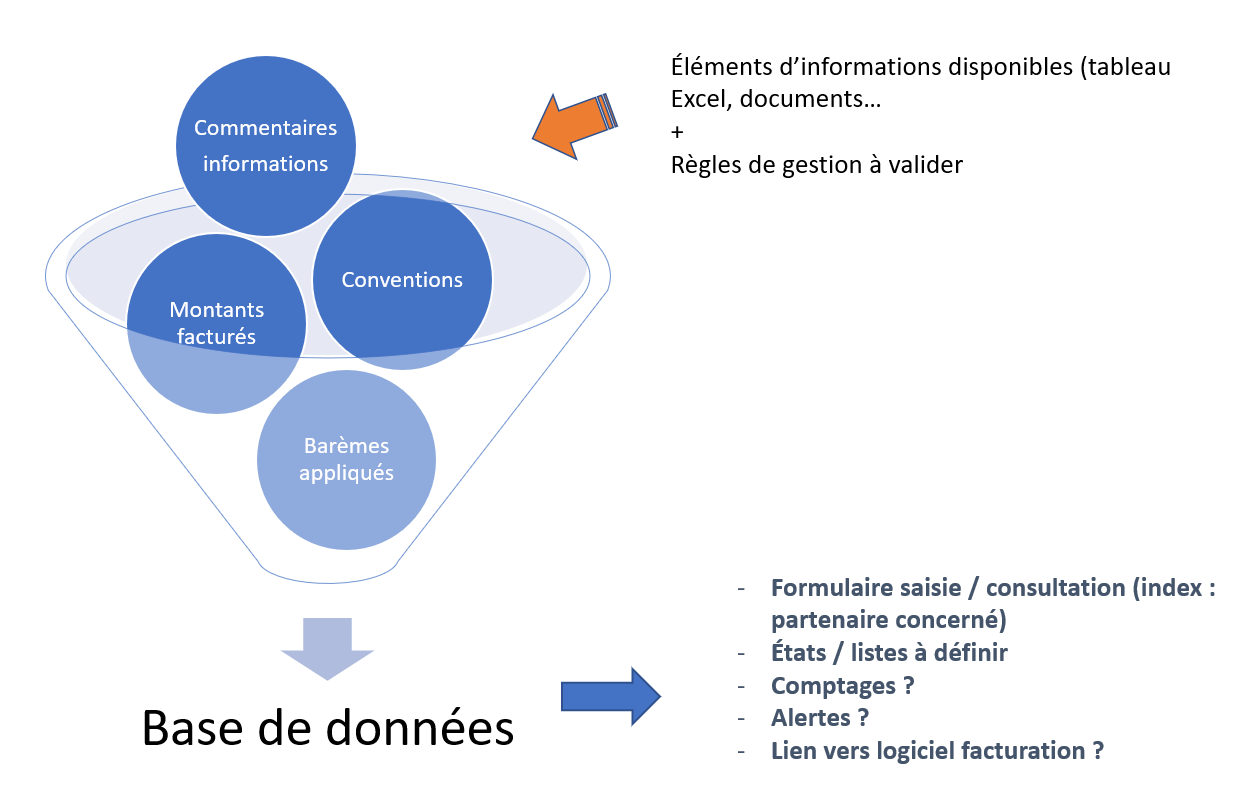 Éléments d’informations disponibles (tableau
Excel, documents…
+
Règles de gestion à valider
Commentaires
informations
Conventions
Montants
facturés
Barèmes
appliqués
Base de données
- Formulaire saisie / consultation (index :
partenaire concerné)
- États / listes à définir
- Comptages ?
- Alertes ?
- Lien vers logiciel facturation ?